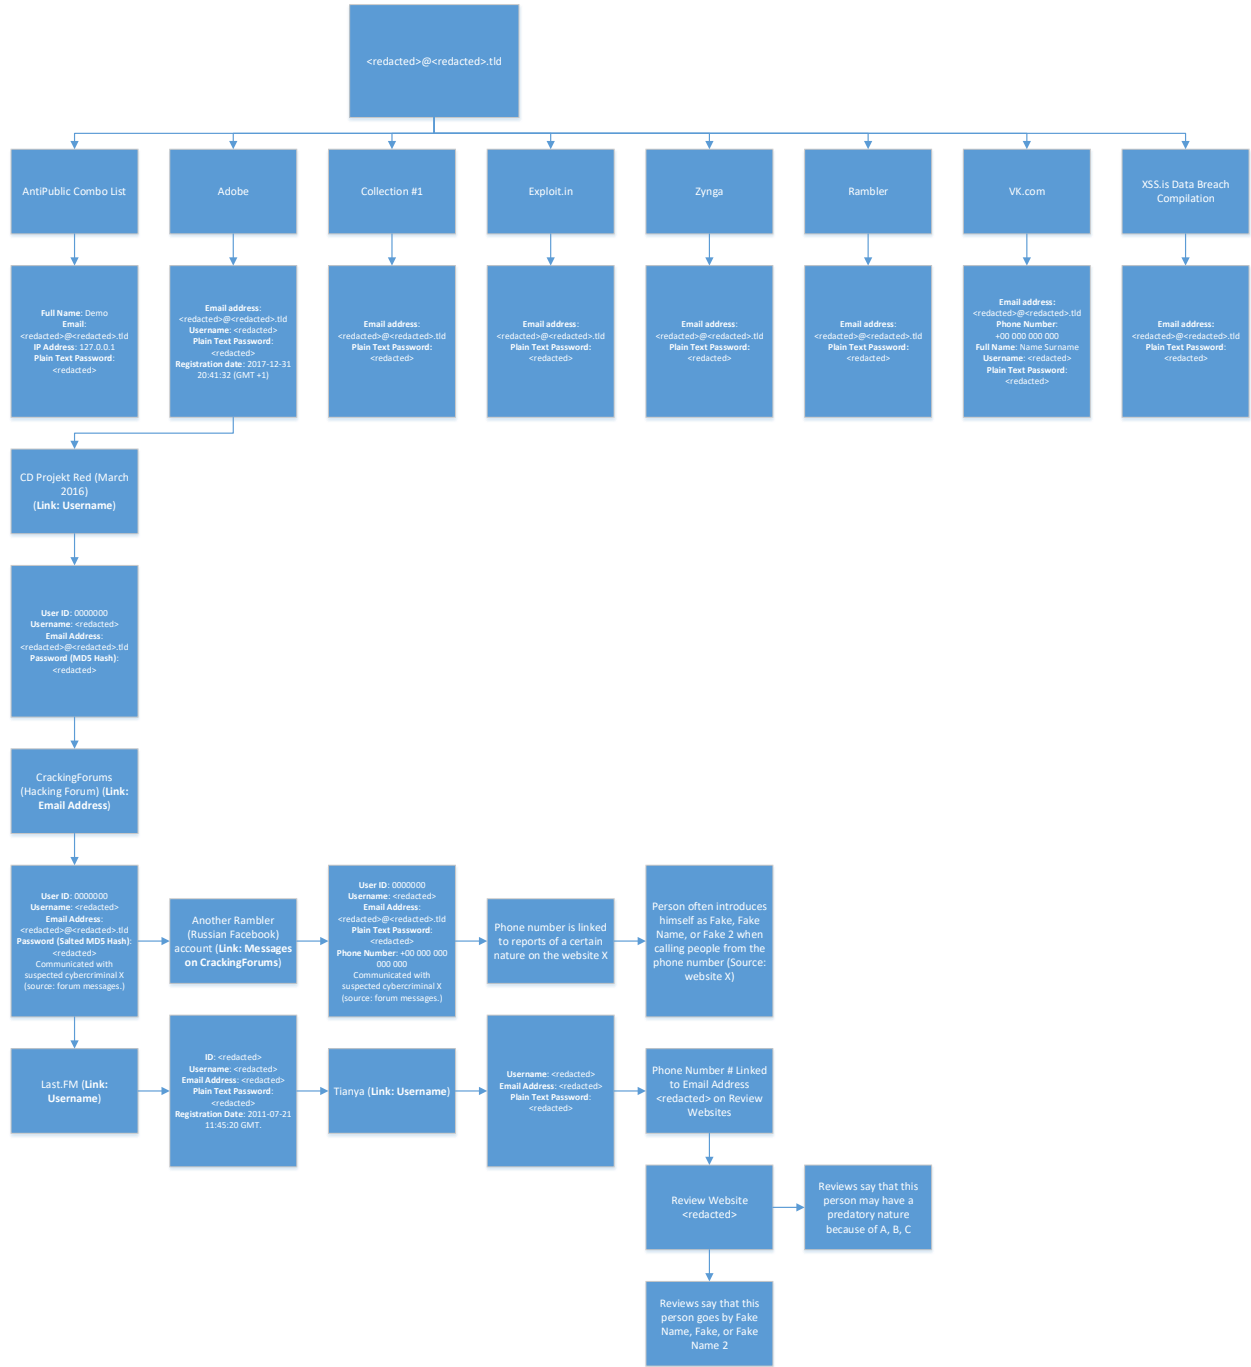 <redacted>@<redacted>.tld
AntiPublic Combo List
Adobe
Collection #1
Exploit.in
Zynga
Rambler
VK.com
XSS.is Data Breach
Compilation
Full Name: Demo
Email:
<redacted>@<redacted>.tld
IP Address: 127.0.0.1
Plain Text Password:
<redacted>
Email address:
<redacted>@<redacted>.tld
Username: <redacted>
Plain Text Password:
<redacted>
Registration date: 2017-12-31
20:41:32 (GMT +1)
Email address:
<redacted>@<redacted>.tld
Plain Text Password:
<redacted>
Email address:
<redacted>@<redacted>.tld
Plain Text Password:
<redacted>
Email address:
<redacted>@<redacted>.tld
Plain Text Password:
<redacted>
Email address:
<redacted>@<redacted>.tld
Plain Text Password:
<redacted>
Email address:
<redacted>@<redacted>.tld
Phone Number:
+00 000 000 000
Full Name: Name Surname
Username: <redacted>
Plain Text Password:
<redacted>
Email address:
<redacted>@<redacted>.tld
Plain Text Password:
<redacted>
CD Projekt Red (March
2016)
(Link: Username)
User ID: 0000000
Username: <redacted>
Email Address:
<redacted>@<redacted>.tld
Password (MD5 Hash):
<redacted>
CrackingForums
(Hacking Forum) (Link:
Email Address)
User ID: 0000000
Username: <redacted>
Email Address:
<redacted>@<redacted>.tld
Password (Salted MD5 Hash):
<redacted>
Communicated with
suspected cybercriminal X
(source: forum messages.)
Another Rambler
(Russian Facebook)
account (Link: Messages
on CrackingForums)
User ID: 0000000
Username: <redacted>
Email Address:
<redacted>@<redacted>.tld
Plain Text Password:
<redacted>
Phone Number: +00 000 000
000 000
Communicated with
suspected cybercriminal X
(source: forum messages.)
Phone number is linked
to reports of a certain
nature on the website X
Person often introduces
himself as Fake, Fake
Name, or Fake 2 when
calling people from the
phone number (Source:
website X)
Last.FM (Link:
Username)
ID: <redacted>
Username: <redacted>
Email Address: <redacted>
Plain Text Password:
<redacted>
Registration Date: 2011-07-21
11:45:20 GMT.
Tianya (Link: Username)
Username: <redacted>
Email Address: <redacted>
Plain Text Password:
<redacted>
Phone Number # Linked
to Email Address
<redacted> on Review
Websites
Review Website
<redacted>
Reviews say that this
person may have a
predatory nature
because of A, B, C
Reviews say that this
person goes by Fake
Name, Fake, or Fake
Name 2